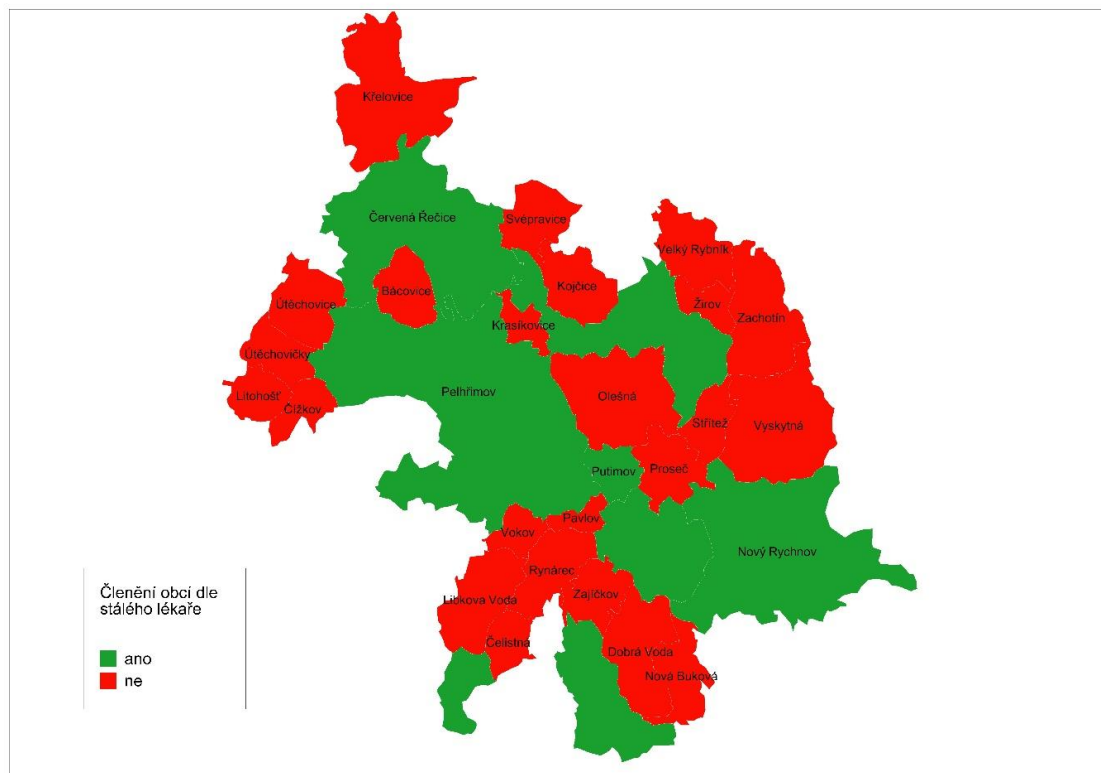 Křelovice
Červená Řečice
Svépravice
Velký Rybník
Bácovice
Kojčice
Útěchovice
Žirov
Zachotín
Krasíkovice
Útěchovičky
Pelhřimov
Olešná
Litohošť
Čížkov
Střítež
Vyskytná
Putimov
Proseč
Pavlov
Vokov
Nový Rychnov
Rynárec
Zajíčkov
Libkova Voda
Čelistná
Dobrá Voda
Nová Buková
Členění obcí dle
stálého lékaře
ano
ne